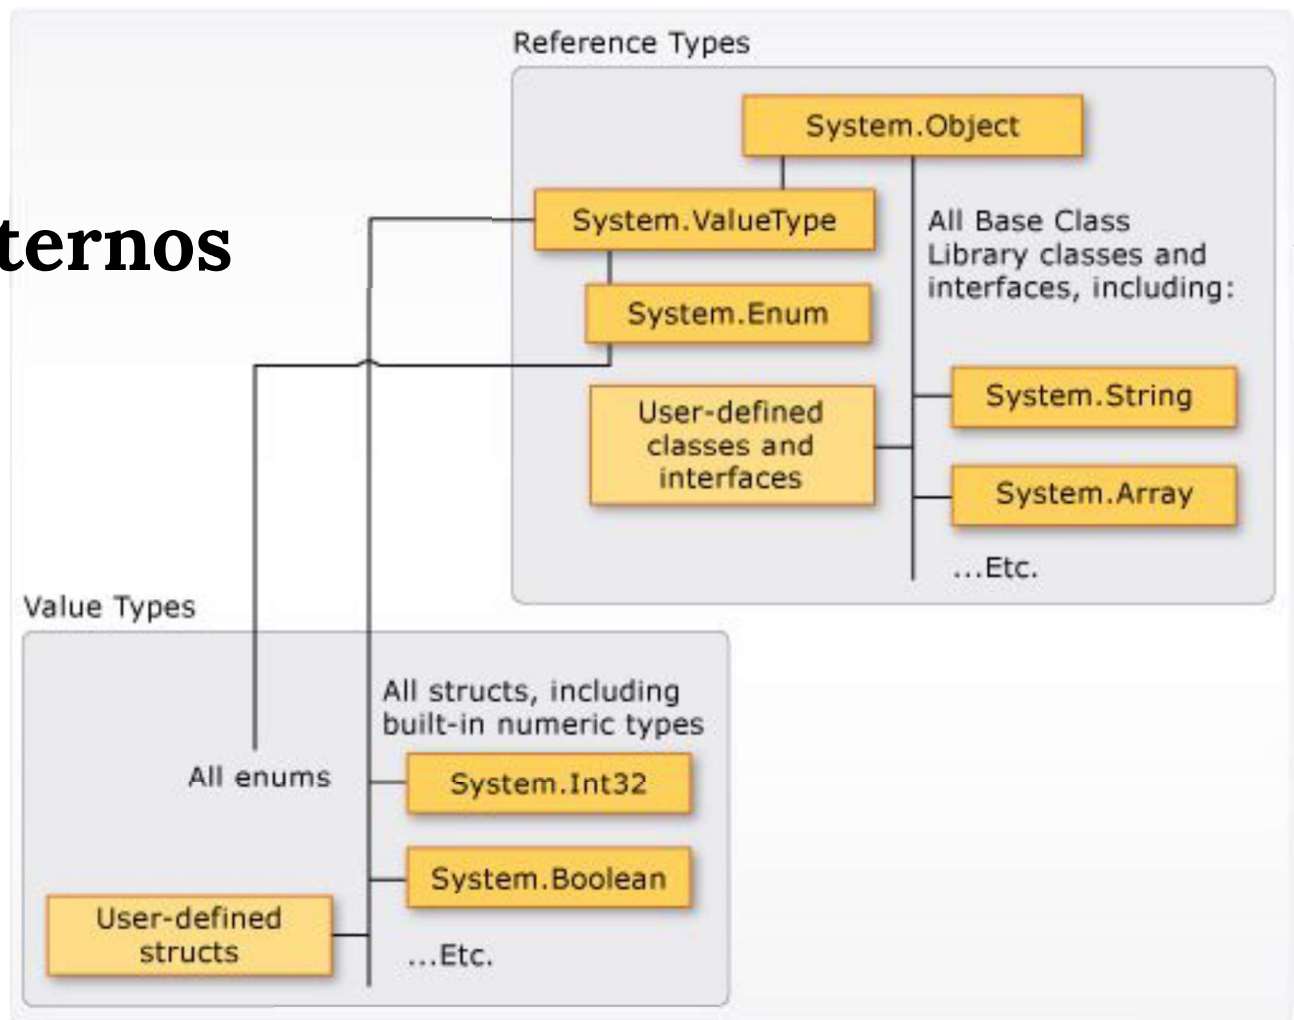 Reference Types
System.Object
System.ValueType
All Base Class
Library classes and
interfaces, including:
System.Enum
System.String
User-defined
classes and
interfaces
System.Array
...Etc.
ternos
Value Types
All structs, including
built-in numeric types
All enums
System.Int32
System.Boolean
User-defined
structs
...Etc.